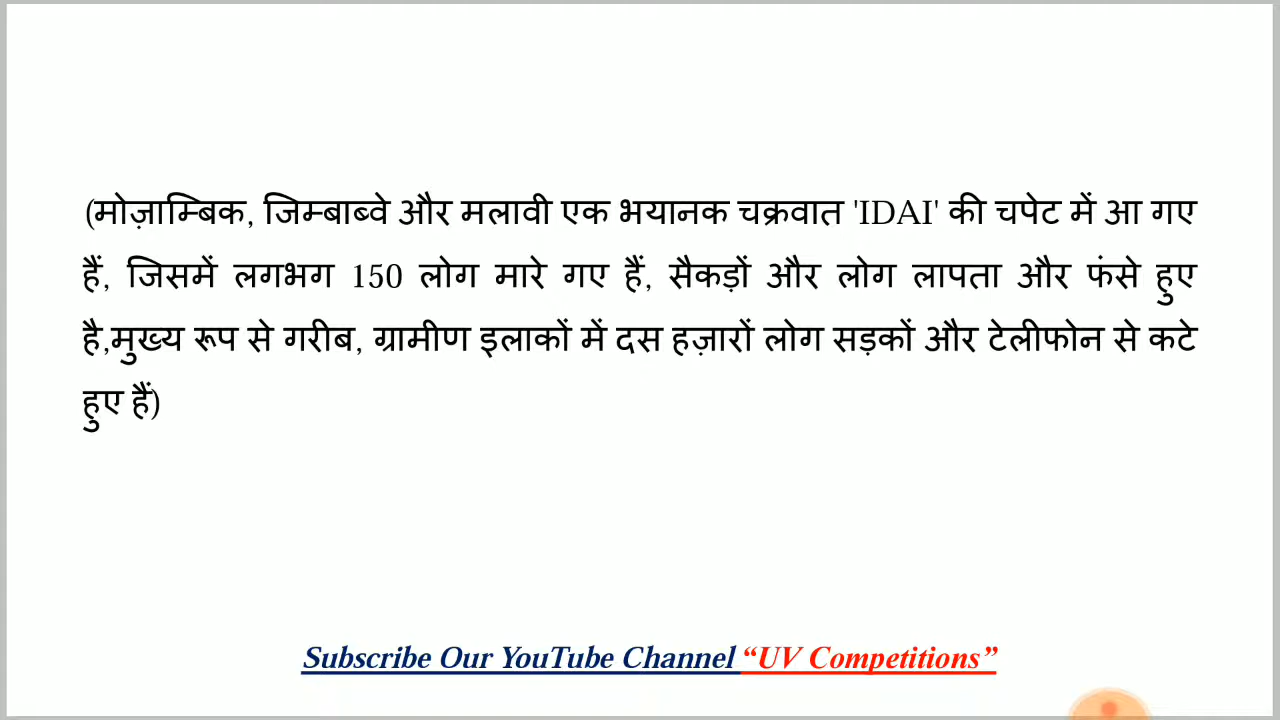 (मोज़ाम्बिक, जिम्बाब्वे और मलावी एक भयानक चक्रवात 'IDAI' की चपेट में आ गए
हैं, जिसमें लगभग 150 लोग मारे गए हैं, सैकड़ों और लोग लापता और फंसे हुए
है,मुख्य रूप से गरीब, ग्रामीण इलाकों में दस हज़ारों लोग सड़कों और टेलीफोन से कटे
हुए हैं)
Subscribe Our YouTube Channel “UV Competitions”